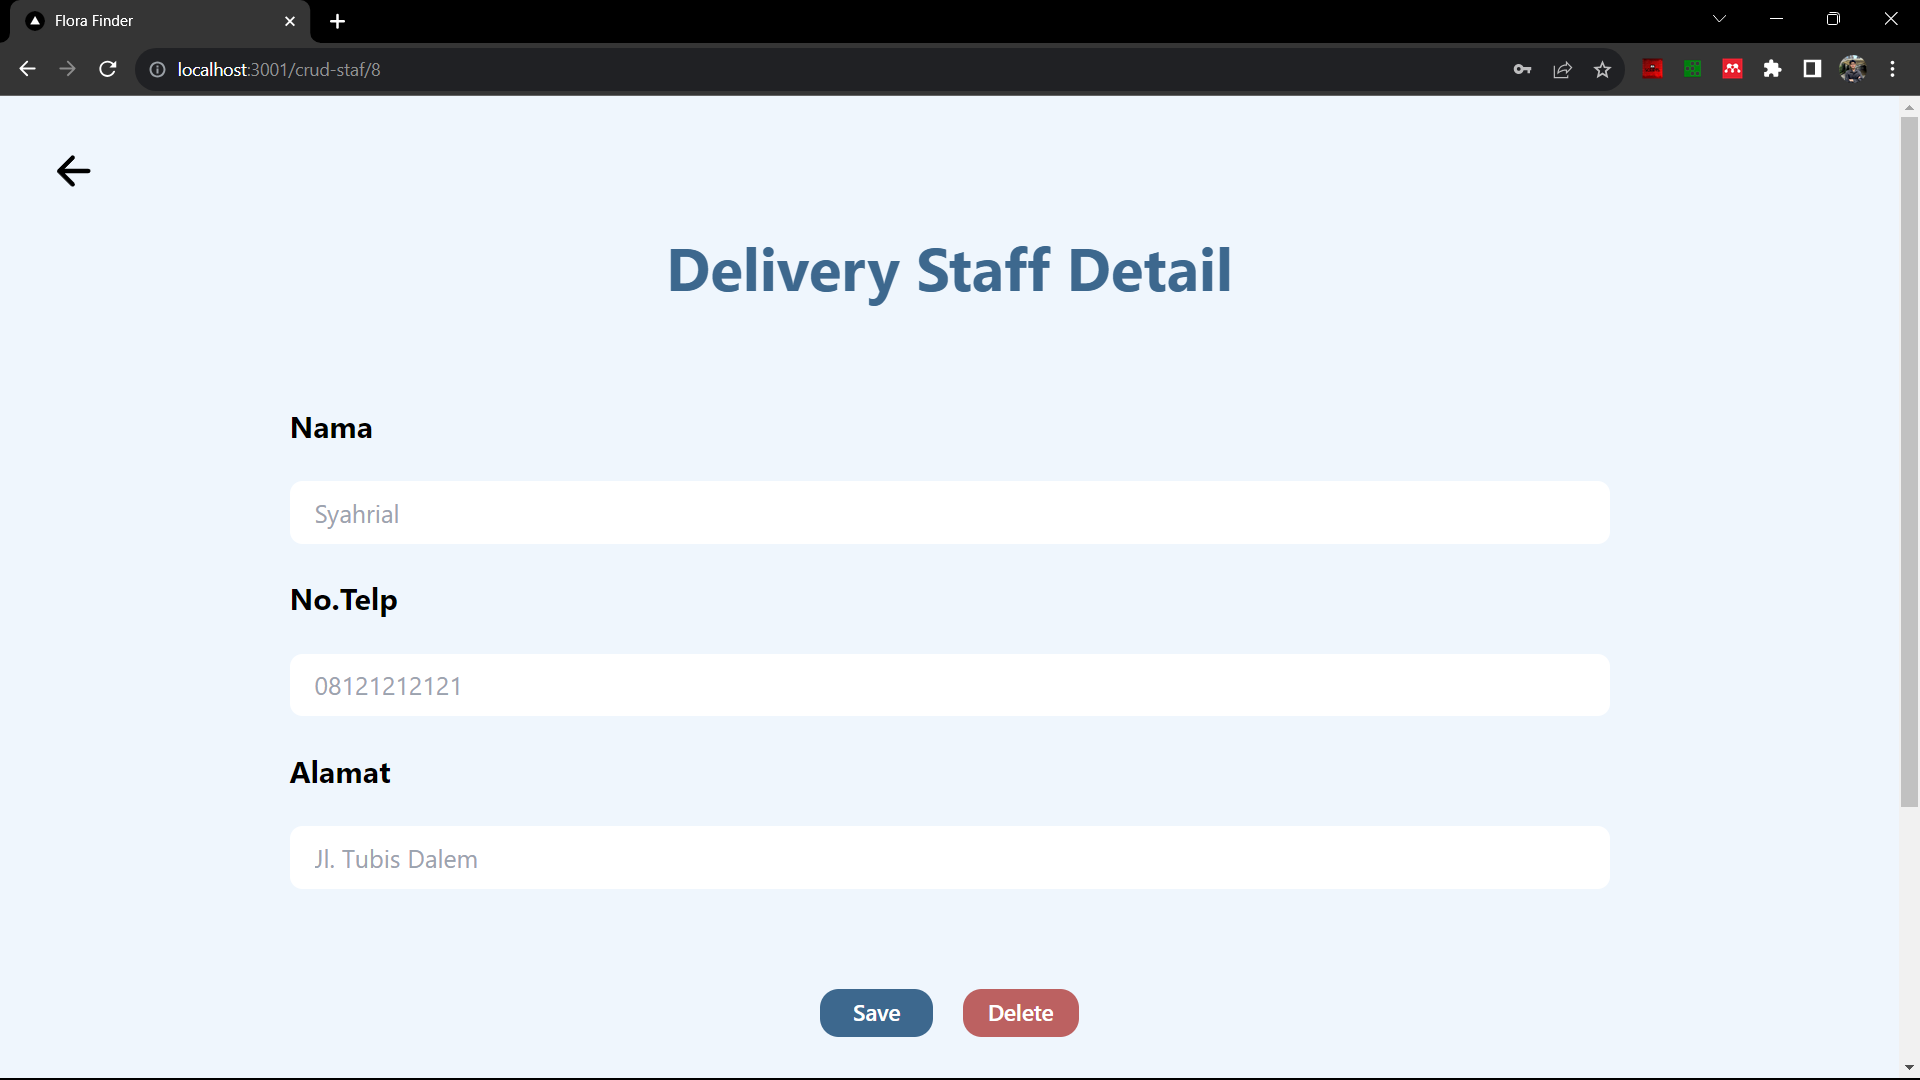 Flora Finder
localhost:3001/crud-staf/8
Delivery Staff Detail
Nama
Syahrial
No.Telp
08121212121
Alamat
Jl. Tubis Dalem
Save
Delete